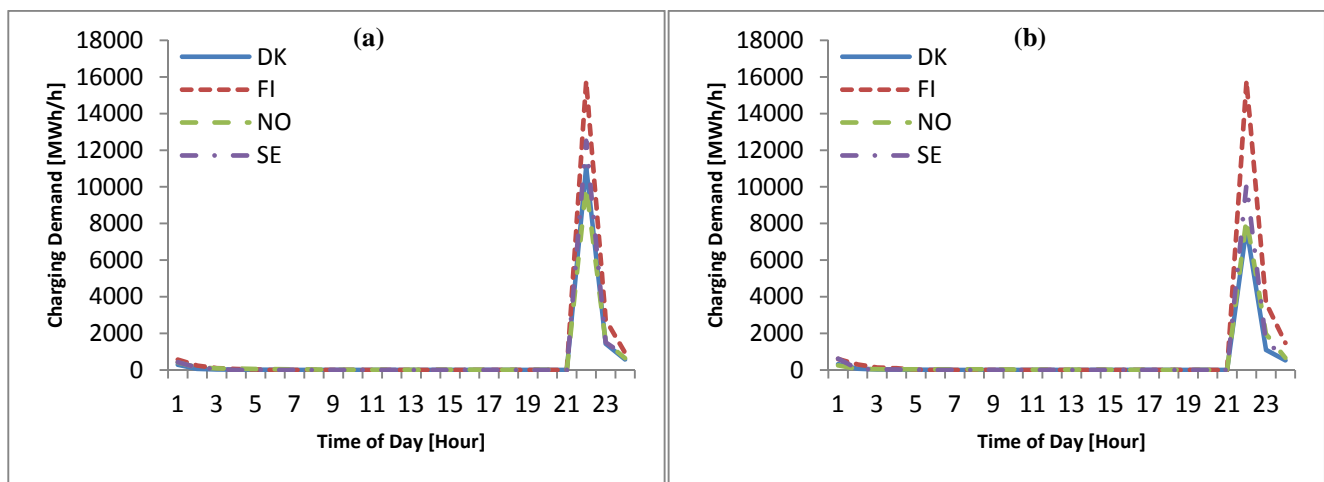 (a)
DK
FI
NO
SE
18000
16000
14000
12000
10000
8000
6000
4000
2000
0
Charging Demand [MWh/h]
1 3 5 7 9 11 13 15 17 19 21 23
Time of Day [Hour]
(b)
DK
FI
NO
SE
18000
16000
14000
12000
10000
8000
6000
4000
2000
0
Charging Demand [MWh/h]
1 3 5 7 9 11 13 15 17 19 21 23
Time of Day [Hour]